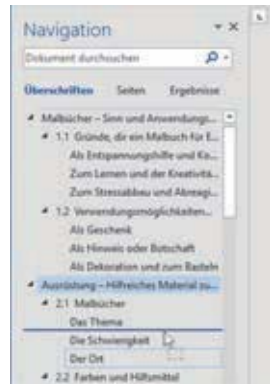 Navigation
Dokument durchsuchen
Überschriften Seiten Ergebnisse
Malbücher – Sinn und Anwendungs...
1.1 Gründe, die ein Malbuch für E...
Als Entspannungshilfe und Ko...
Zum Lernen und der Kreativitä...
Zum Stressabbau und Abreagi...
1.2 Verwendungsmöglichkeiten...
Als Geschenk
Als Hinweis oder Botschaft
Als Dekoration und zum Basteln
Ausrüstung – Hilfreiches Material zu...
2.1 Malbücher
Das Thema
Die Schwierigkeit
Der Ort
2.2 Farben und Hilfsmittel